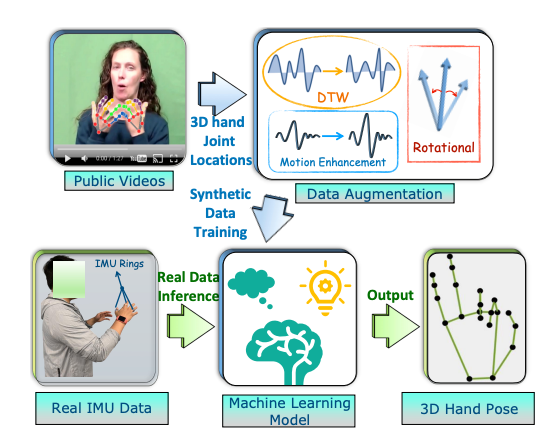 DTW
3D hand
Joint
Locations
Motion Enhancement
Rotational
0:00 / 1:27
Public Videos
Data Augmentation
Synthetic
Data
Training
IMU Rings
Real Data
Inference
Output
Real IMU Data
Machine Learning
Model
3D Hand Pose